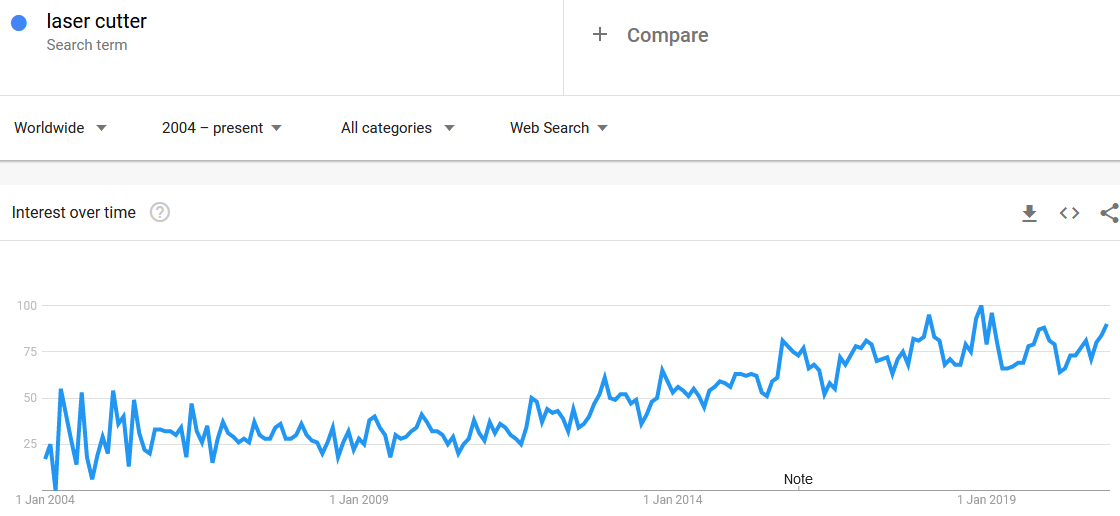 laser cutter
Search term
+ Compare
Worldwide
2004 – present
All categories
Web Search
Interest over time
?
100
75
50
25
Note
1 Jan 2004
1 Jan 2009
1 Jan 2014
1 Jan 2019